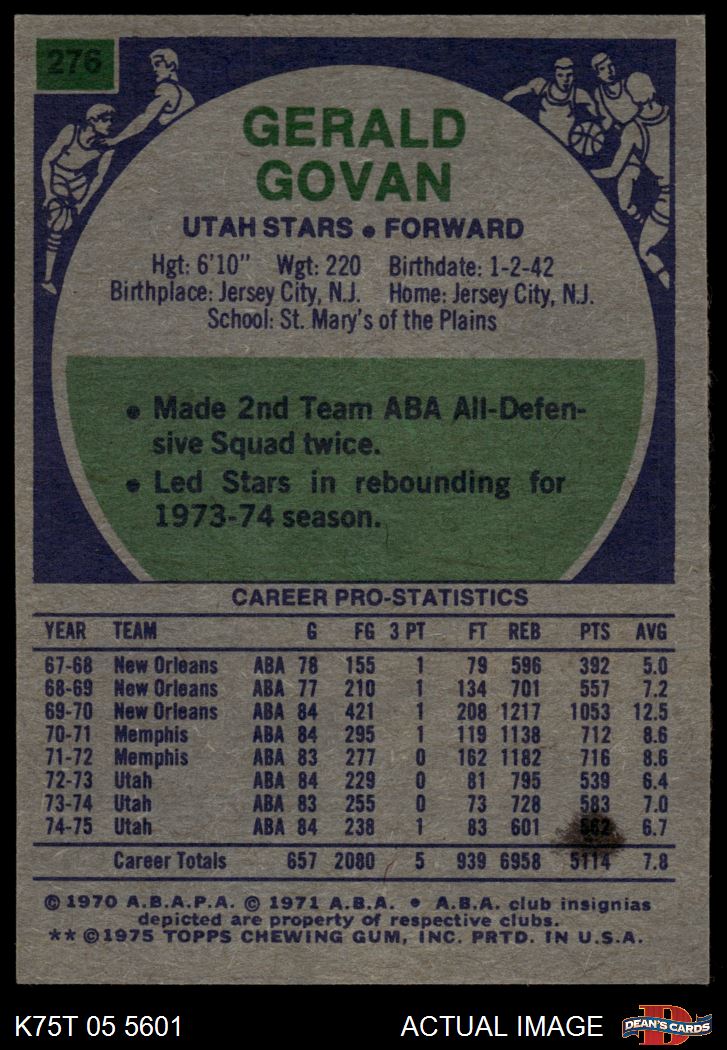 276
GERALD
GOVAN
UTAH STARS • FORWARD
Hgt: 6'10" Wgt: 220 Birthdate: 1-2-42
Birthplace: Jersey City, N.J. Home: Jersey City, N.J.
School: St. Mary's of the Plains
• Made 2nd Team ABA All-Defen-
sive Squad twice.
• Led Stars in rebounding for
1973-74 season.
CAREER PRO-STATISTICS
YEAR TEAM G FG 3 PT FT REB PTS AVG
67-68 New Orleans ABA 78 155 1 79 596 392 5.0
68-69 New Orleans ABA 77 210 1 134 701 557 7.2
69-70 New Orleans ABA 84 421 1 208 1217 1053 12.5
70-71 Memphis ABA 84 295 1 119 1138 712 8.6
71-72 Memphis ABA 83 277 0 162 1182 716 8.6
72-73 Utah ABA 84 229 0 81 795 539 6.4
73-74 Utah ABA 83 255 0 73 728 583 7.0
74-75 Utah ABA 84 238 1 83 601 6.7
Career Totals 657 2080 5 939 6958 5114 7.8
© 1970 A.B.A.P.A. © 1971 A.B.A. • A.B.A. club insignias
depicted are property of respective clubs.
** © 1975 TOPPS CHEWING GUM, INC. PRTD. IN U.S.A.
K75T 05 5601 ACTUAL IMAGE D DEAN'S CARDS